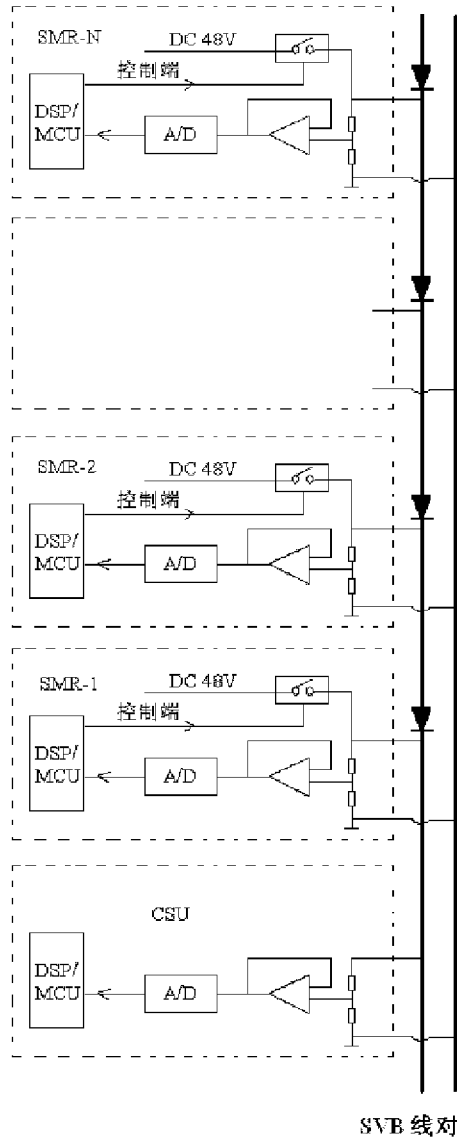 SMR-N
DC 48V
控制端
DSP/
MCU
A/D
SMR-2
DC 48V
控制端
DSP/
MCU
A/D
SMR-1
DC 48V
控制端
DSP/
MCU
A/D
CSU
DSP/
MCU
A/D
SVB 线对